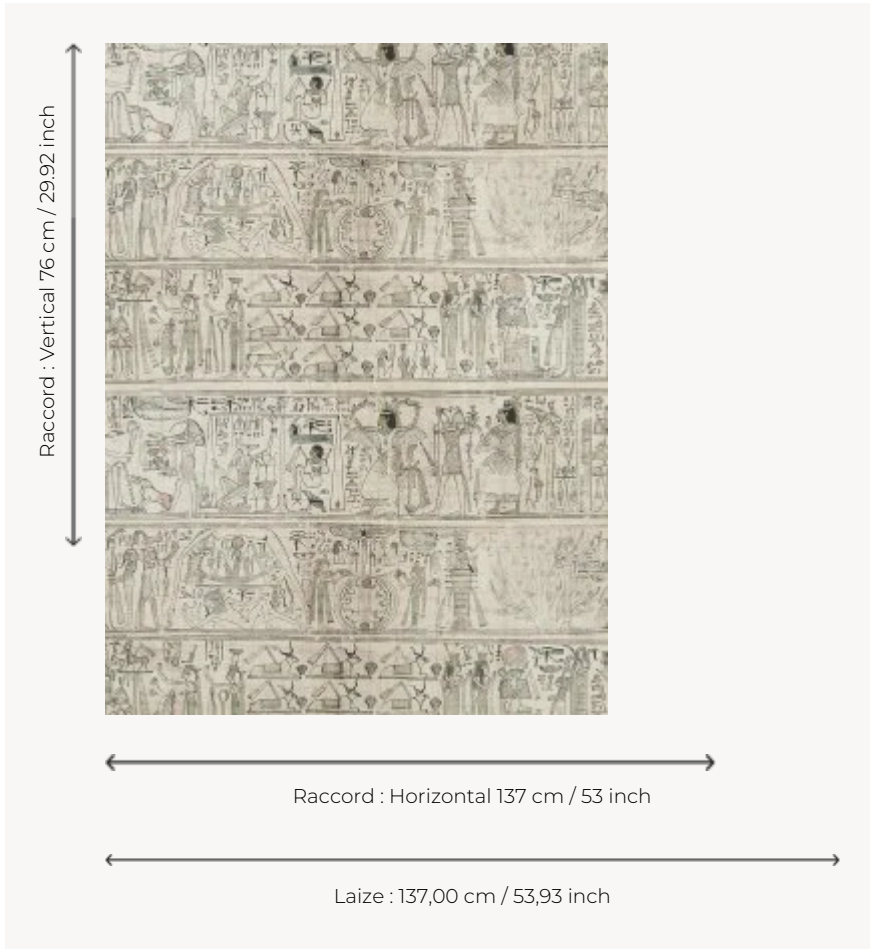 Raccord : Vertical 76 cm / 29.92 inch
Raccord : Horizontal 137 cm / 53 inch
Laize : 137,00 cm / 53,93 inch